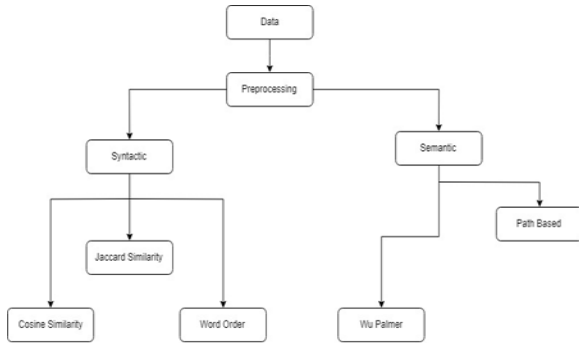 Data
Preprocessing
Syntactic
Semantic
Path Based
Jaccard Similarity
Cosine Similarity
Word Order
Wu Palmer